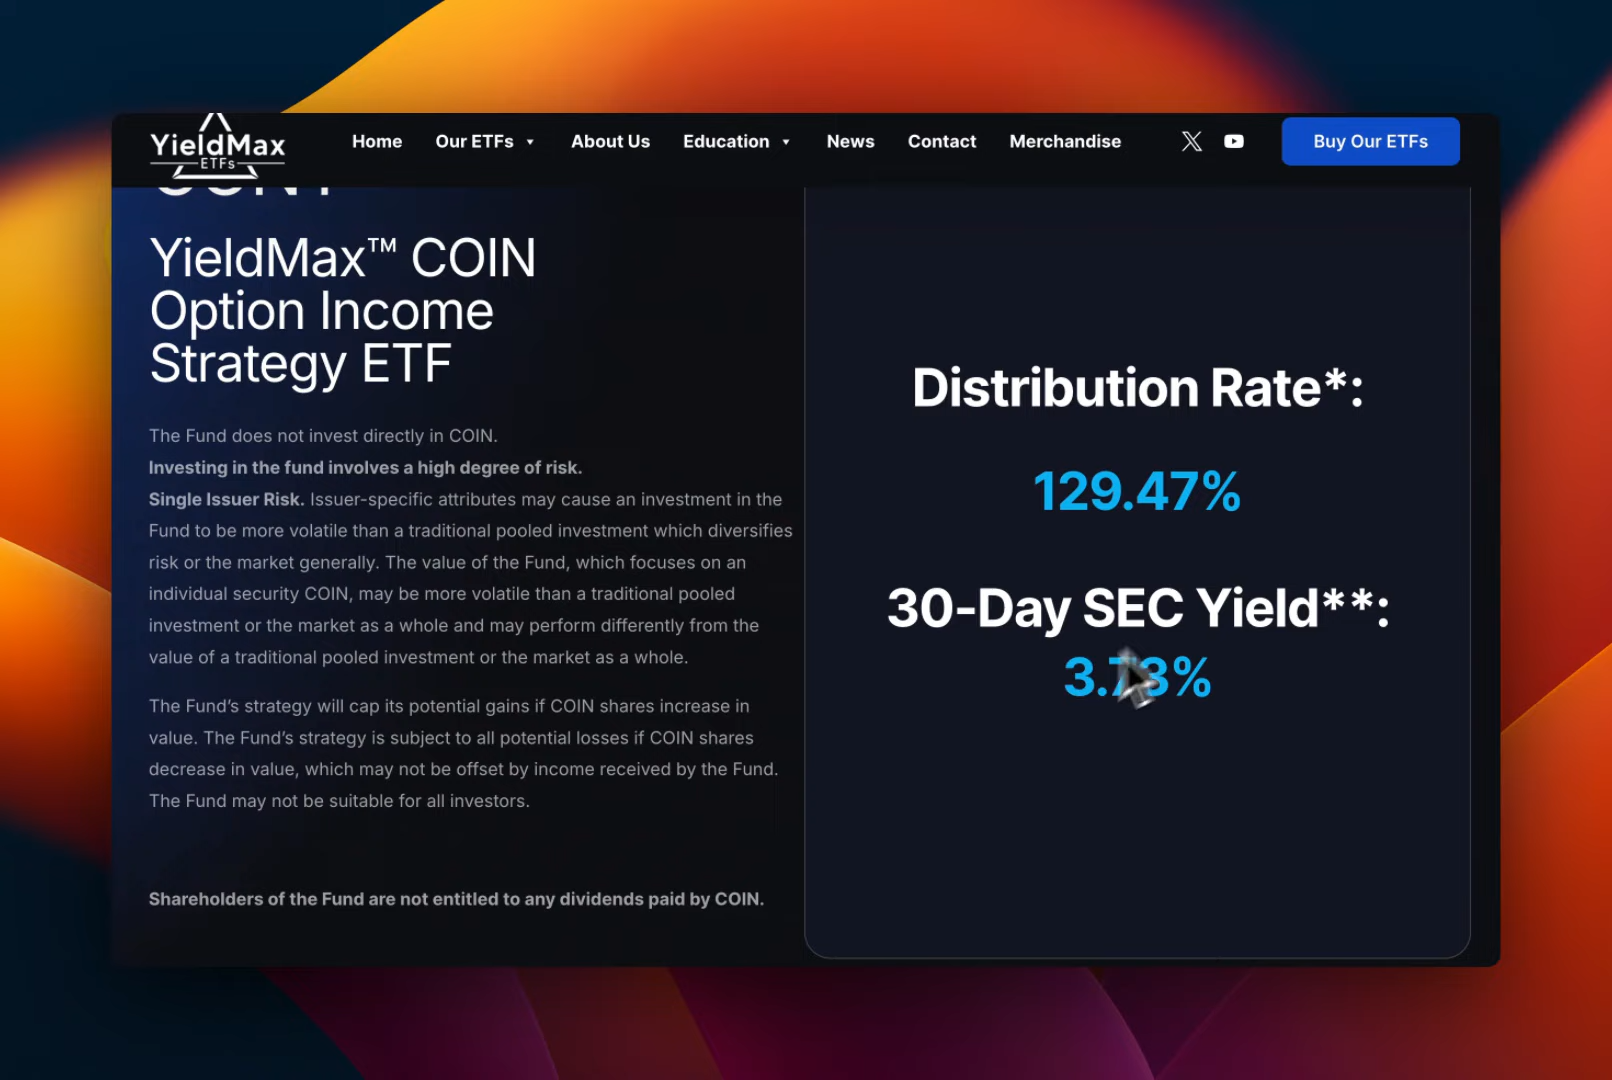 YieldMax
ETFs
Home
Our ETFs
About Us
Education
News
Contact
Merchandise
Buy Our ETFs
YieldMax™ COIN
Option Income
Strategy ETF
The Fund does not invest directly in COIN.
Investing in the fund involves a high degree of risk.
Single Issuer Risk. Issuer-specific attributes may cause an investment in the
Fund to be more volatile than a traditional pooled investment which diversifies
risk or the market generally. The value of the Fund, which focuses on an
individual security COIN, may be more volatile than a traditional pooled
investment or the market as a whole and may perform differently from the
value of a traditional pooled investment or the market as a whole.
The Fund’s strategy will cap its potential gains if COIN shares increase in
value. The Fund’s strategy is subject to all potential losses if COIN shares
decrease in value, which may not be offset by income received by the Fund.
The Fund may not be suitable for all investors.
Shareholders of the Fund are not entitled to any dividends paid by COIN.
Distribution Rate*:
129.47%
30-Day SEC Yield**:
3.73%